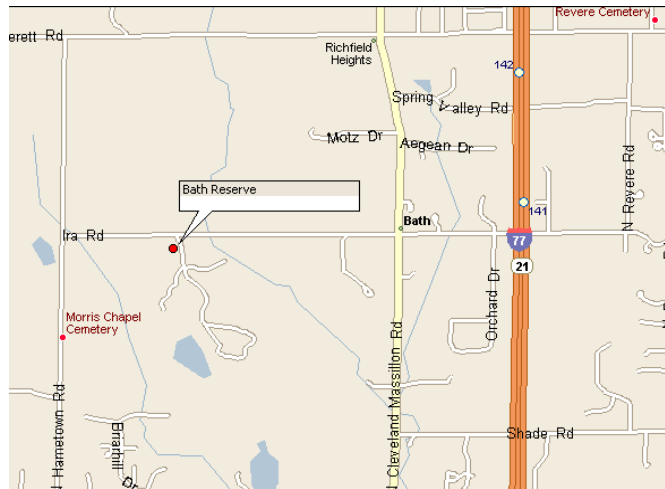 Revere Cemetery
erett Rd
Richfield
Heights
142
Spring Valley Rd
Motz Dr
Aegean Dr
N Revere Rd
Bath Reserve
141
Bath
Ira Rd
77
21
Orchard Dr
Morris Chapel
Cemetery
N Cleveland Massillon Rd
N Hametown Rd
Briarhill Dr
Shade Rd